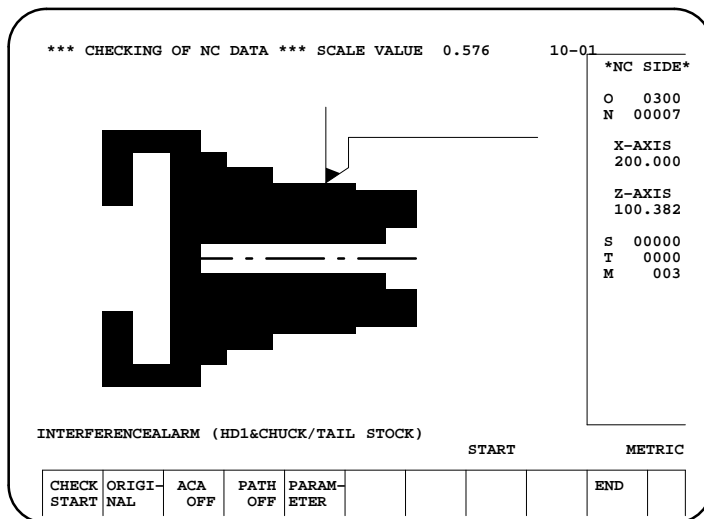 *** CHECKING OF NC DATA *** SCALE VALUE 0.576 10-01
*NC SIDE*
O 0300
N 00007
X-AXIS
200.000
Z-AXIS
100.382
S 00000
T 0000
M 003
INTERFERENCEALARM (HD1&CHUCK/TAIL STOCK)
START METRIC
CHECK START
ORIGI-NAL
ACA OFF
PATH OFF
PARAM-ETER
END